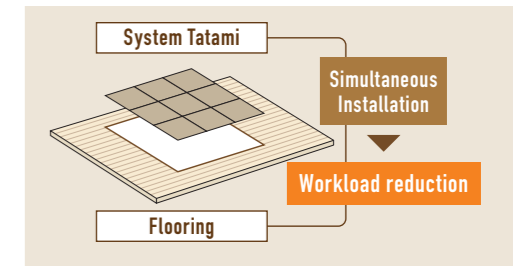 System Tatami
Simultaneous
Installation
Workload reduction
Flooring